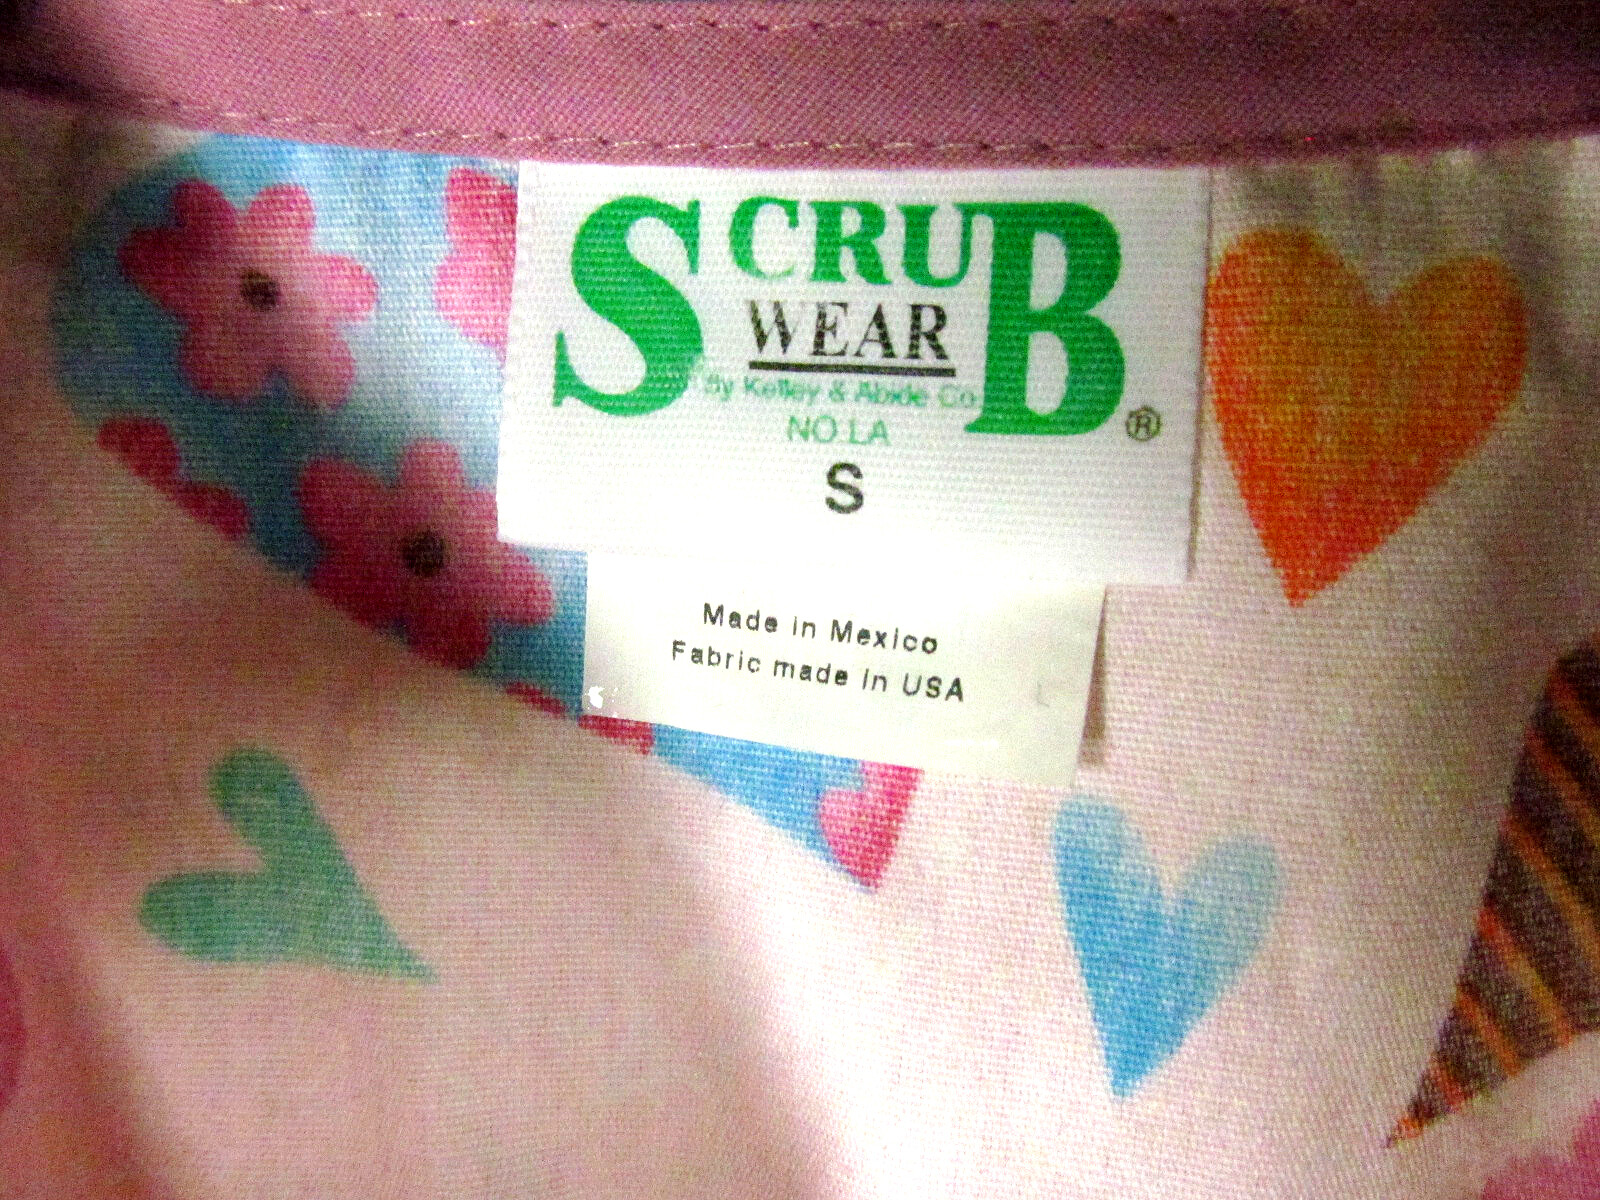 SCRUB
WEAR
By Kelley & Abide Co
NO LA
®
S
Made in Mexico
Fabric made in USA